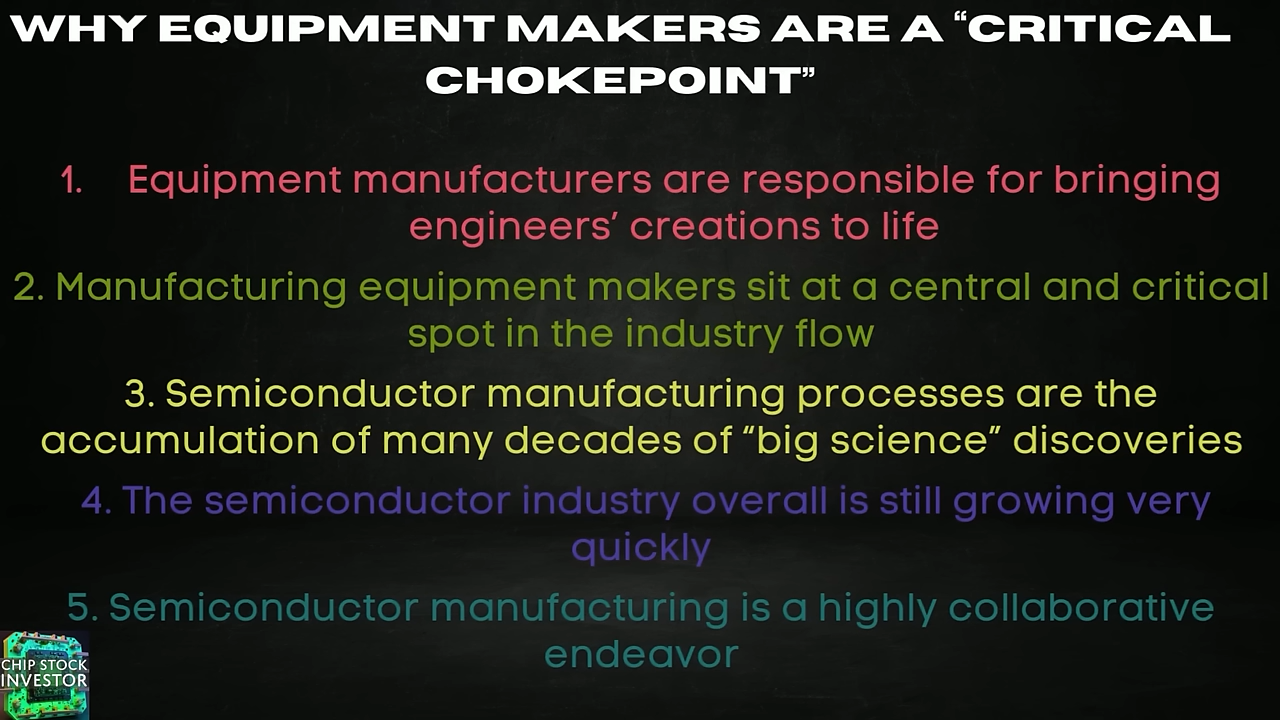 WHY EQUIPMENT MAKERS ARE A “CRITICAL
CHOKEPOINT”
1. Equipment manufacturers are responsible for bringing
engineers’ creations to life
2. Manufacturing equipment makers sit at a central and critical
spot in the industry flow
3. Semiconductor manufacturing processes are the
accumulation of many decades of “big science” discoveries
4. The semiconductor industry overall is still growing very
quickly
5. Semiconductor manufacturing is a highly collaborative
endeavor
CHIP STOCK
INVESTOR